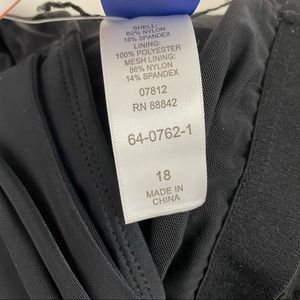 SHELL:
82% NYLON
18% SPANDEX
LINING:
100% POLYESTER
MESH LINING:
86% NYLON
14% SPANDEX
07812
RN 88842
64-0762-1
18
MADE IN
CHINA